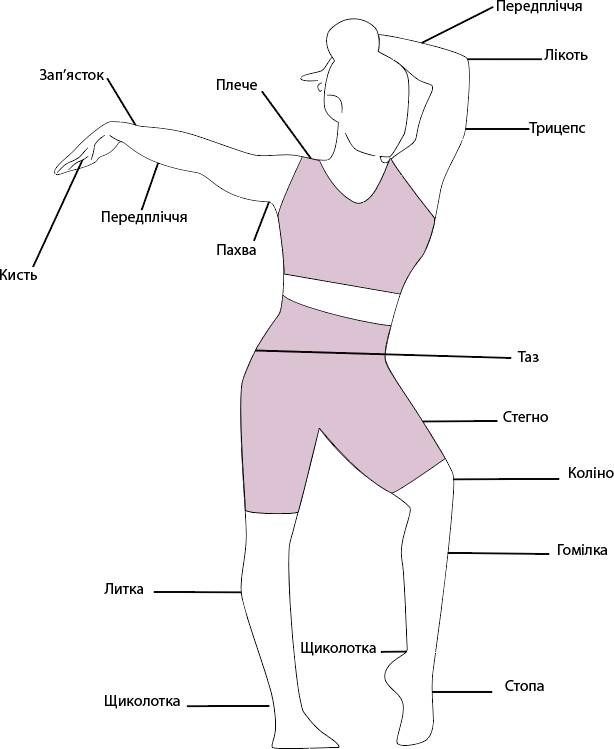 Передпліччя
Лікоть
Зап’ясток
Плече
Трицепс
Передпліччя
Пахва
Кисть
Таз
Стегно
Коліно
Гомілка
Литка
Щиколотка
Стопа
Щиколотка